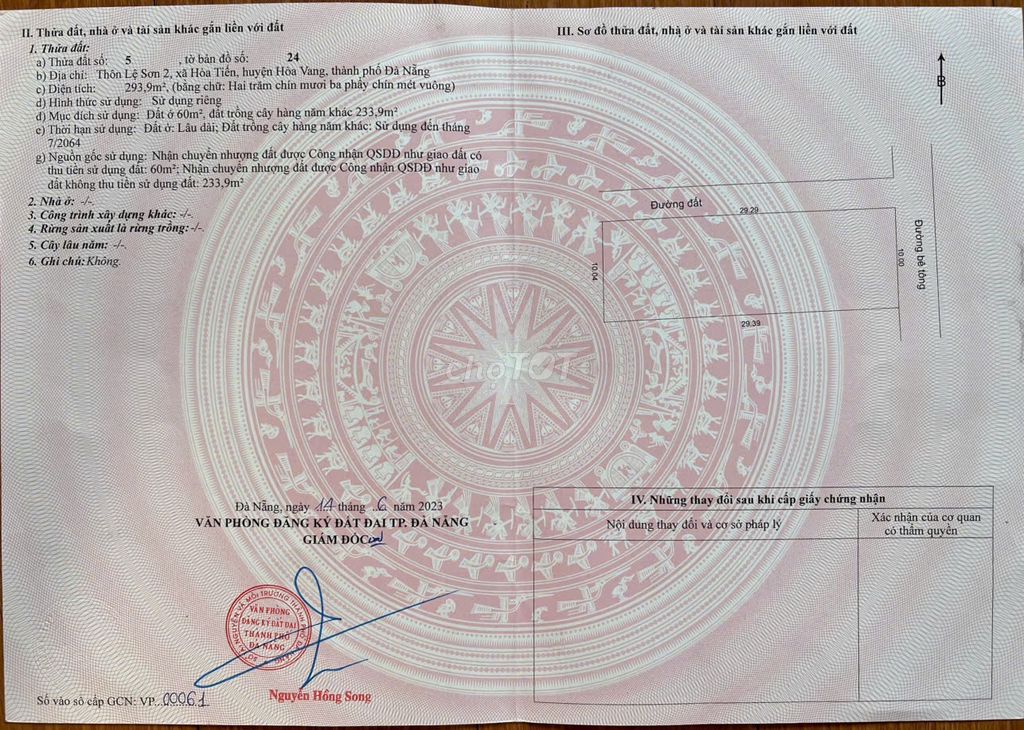 II. Thửa đất, nhà ở và tài sản khác gắn liền với đất
1. Thửa đất:
a) Thửa đất số: 5 , tờ bản đồ số: 24
b) Địa chỉ: Thôn Lệ Sơn 2, xã Hòa Tiến, huyện Hòa Vang, thành phố Đà Nẵng
c) Diện tích: 293,9m², (bằng chữ: Hai trăm chín mươi ba phẩy chín mét vuông)
d) Hình thức sử dụng: Sử dụng riêng
đ) Mục đích sử dụng: Đất ở 60m², đất trồng cây hàng năm khác 233,9m²
e) Thời hạn sử dụng: Đất ở: Lâu dài; Đất trồng cây hàng năm khác: Sử dụng đến tháng
7/2064
g) Nguồn gốc sử dụng: Nhận chuyển nhượng đất được Công nhận QSDĐ như giao đất có
thu tiền sử dụng đất: 60m²; Nhận chuyển nhượng đất được Công nhận QSDĐ như giao
đất không thu tiền sử dụng đất: 233,9m²
2. Nhà ở: -/-.
3. Công trình xây dựng khác: -/-.
4. Rừng sản xuất là rừng trồng: -/-.
5. Cây lâu năm: -/-.
6. Ghi chú: Không.
Đà Nẵng, ngày 14 tháng 6 năm 2023
VĂN PHÒNG ĐĂNG KÝ ĐẤT ĐAI TP. ĐÀ NẴNG
GIÁM ĐỐC
VĂN PHÒNG
ĐĂNG KÝ ĐẤT ĐAI
THÀNH PHỐ
ĐÀ NẴNG
Nguyễn Hồng Song
Số vào sổ cấp GCN: VP..00961
III. Sơ đồ thửa đất, nhà ở và tài sản khác gắn liền với đất
B
Đường đất
29.29
10.04
10.00
Đường bê tông
29.39
chợTỐT
IV. Những thay đổi sau khi cấp giấy chứng nhận
Nội dung thay đổi và cơ sở pháp lý
Xác nhận của cơ quan
có thẩm quyền